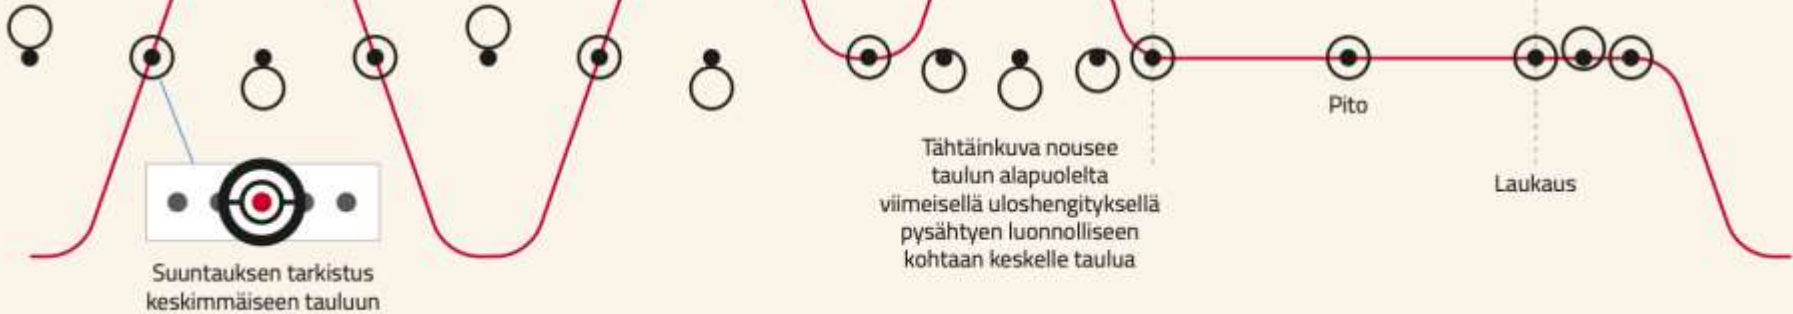 Pito
Tähtäinkuva nousee
taulun alapuolelta
viimeisellä uloshengityksellä
pysähtyen luonnolliseen
kohtaan keskelle taulua
Laukaus
Suuntauksen tarkistus
keskimmäiseen tauluun